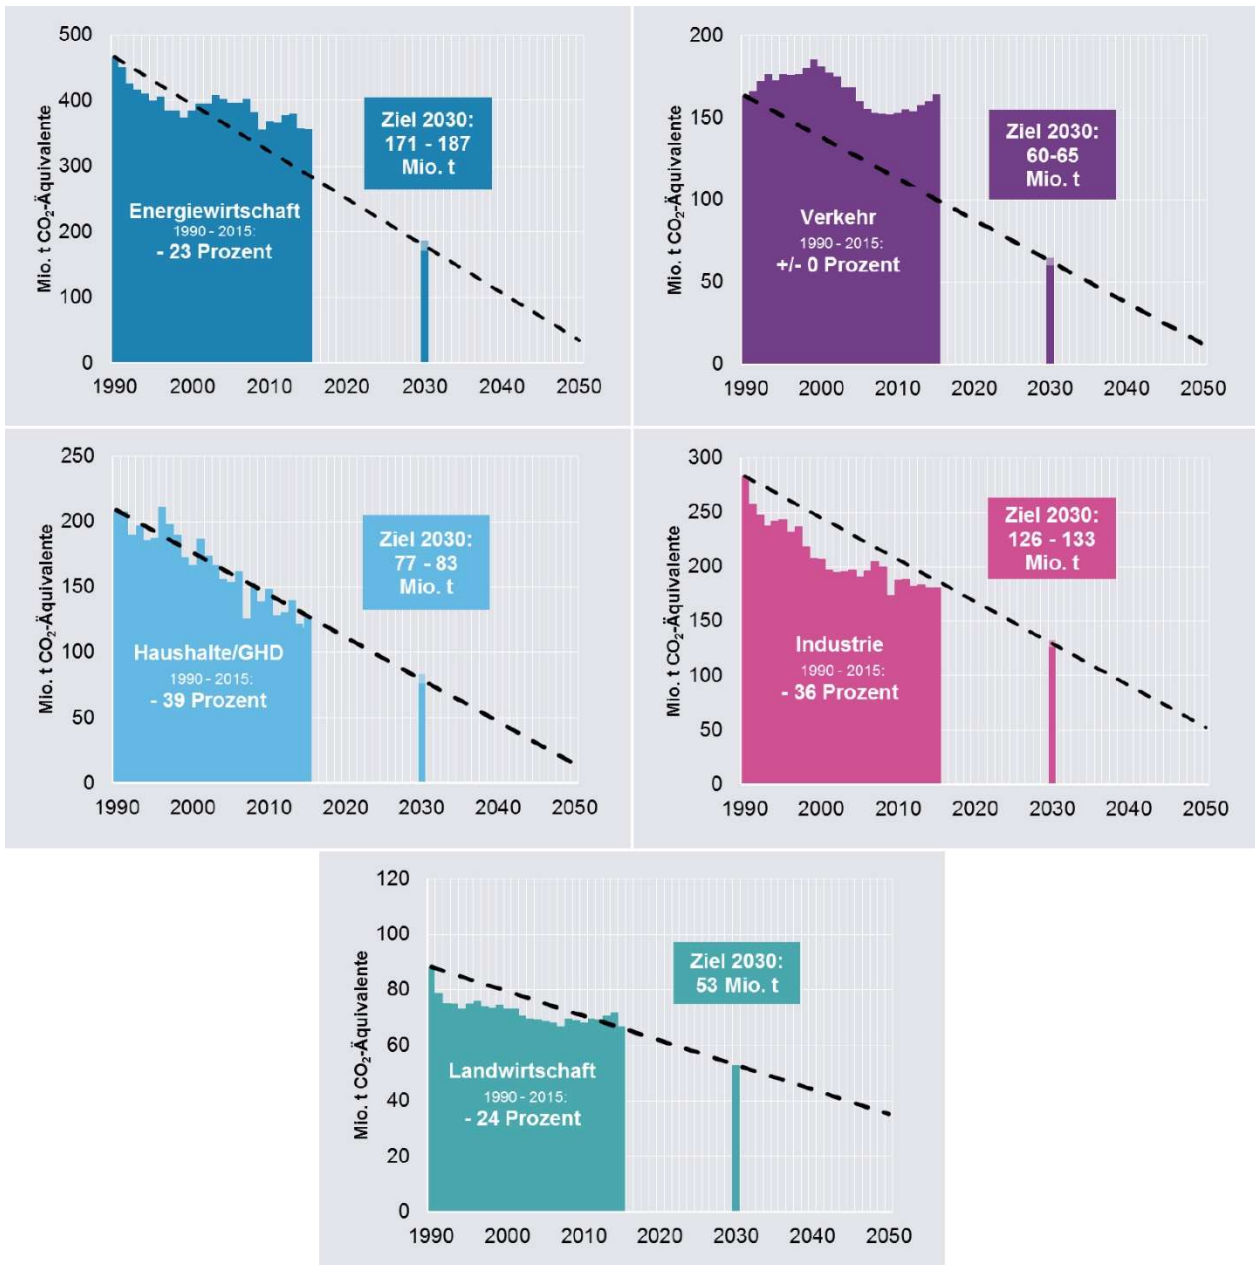 Mio. t CO₂-Äquivalente
500
400
300
200
100
0
1990 2000 2010 2020 2030 2040 2050
Energiewirtschaft
1990 - 2015:
- 23 Prozent
Ziel 2030:
171 - 187
Mio. t
Mio. t CO₂-Äquivalente
200
150
100
50
0
1990 2000 2010 2020 2030 2040 2050
Verkehr
1990 - 2015:
+/- 0 Prozent
Ziel 2030:
60-65
Mio. t
Mio. t CO₂-Äquivalente
250
200
150
100
50
0
1990 2000 2010 2020 2030 2040 2050
Haushalte/GHD
1990 - 2015:
- 39 Prozent
Ziel 2030:
77 - 83
Mio. t
Mio. t CO₂-Äquivalente
300
250
200
150
100
50
0
1990 2000 2010 2020 2030 2040 2050
Industrie
1990 - 2015:
- 36 Prozent
Ziel 2030:
126 - 133
Mio. t
Mio. t CO₂-Äquivalente
120
100
80
60
40
20
0
1990 2000 2010 2020 2030 2040 2050
Landwirtschaft
1990 - 2015:
- 24 Prozent
Ziel 2030:
53 Mio. t